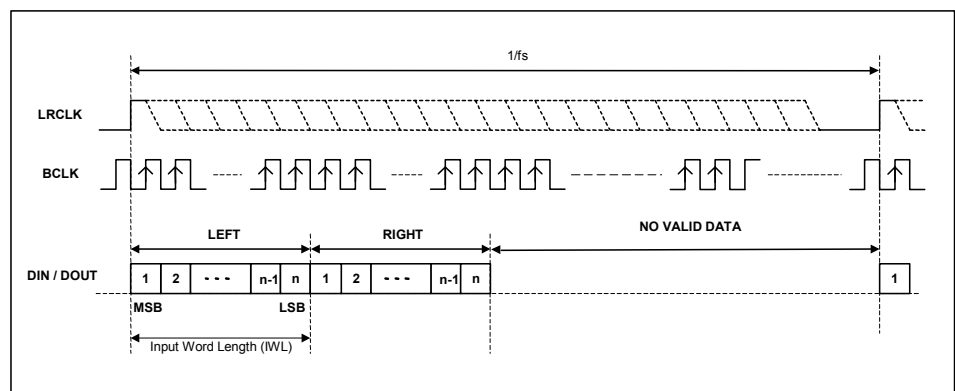 1/fs
LRCLK
BCLK
LEFT RIGHT NO VALID DATA
DIN / DOUT 1 2 - - - n-1 n 1 2 - - - n-1 n 1
MSB LSB
Input Word Length (IWL)